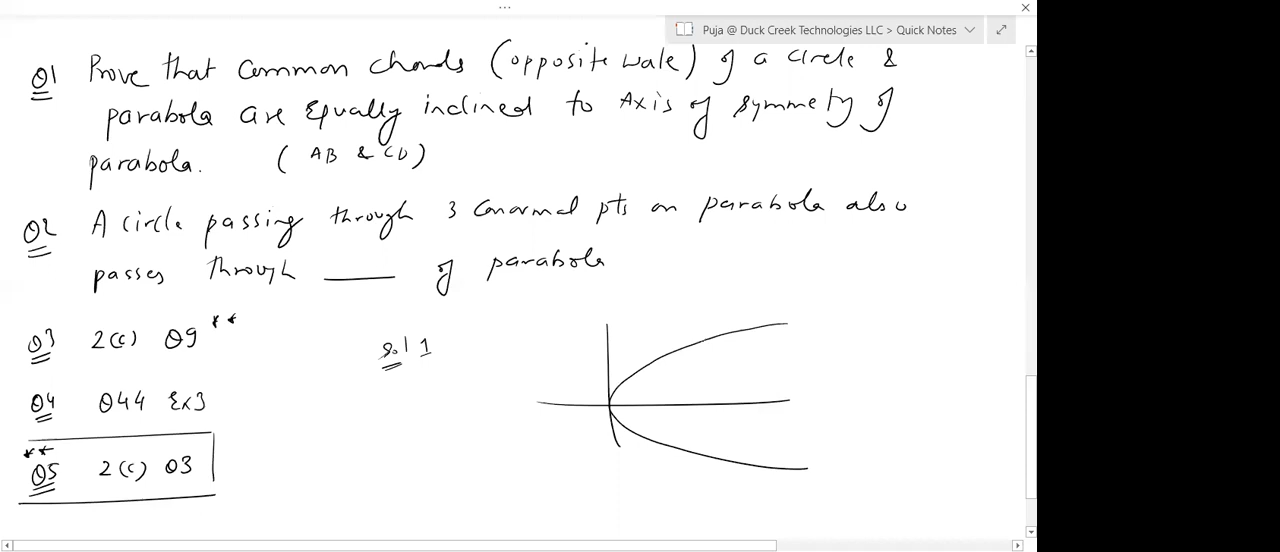 ...
Puja @ Duck Creek Technologies LLC > Quick Notes
Q1 Prove that Common chords (opposite wale) of a circle &
parabola are Equally inclined to Axis of symmety of
parabola. (AB & CD)
Q2 A circle passing through 3 Conormal pts on parabola also
passes through ____ of parabola
Q3 2(c) Q9 **
Sol 1
Q4 Q44 Ex3
**
Q5 2(c) Q3